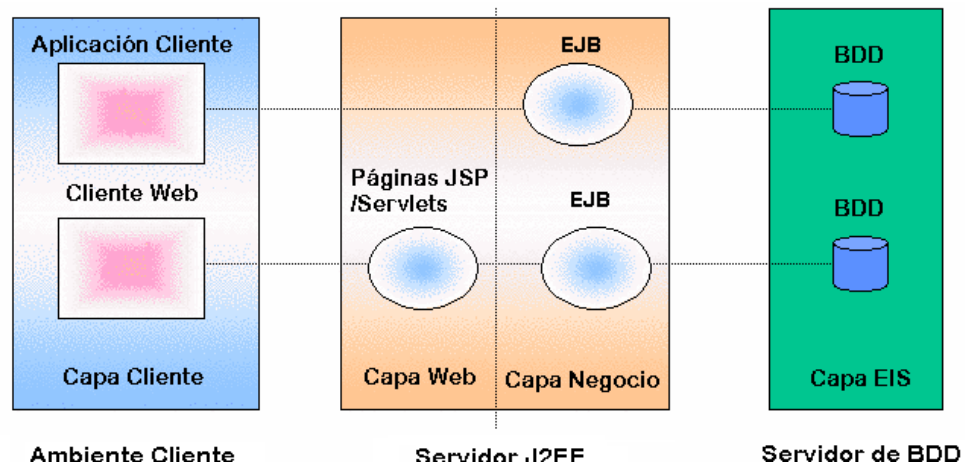 Aplicación Cliente
Cliente Web
Capa Cliente
Ambiente Cliente
EJB
Páginas JSP
/Servlets
EJB
Capa Web
Capa Negocio
Servidor J2EE
BDD
BDD
Capa EIS
Servidor de BDD